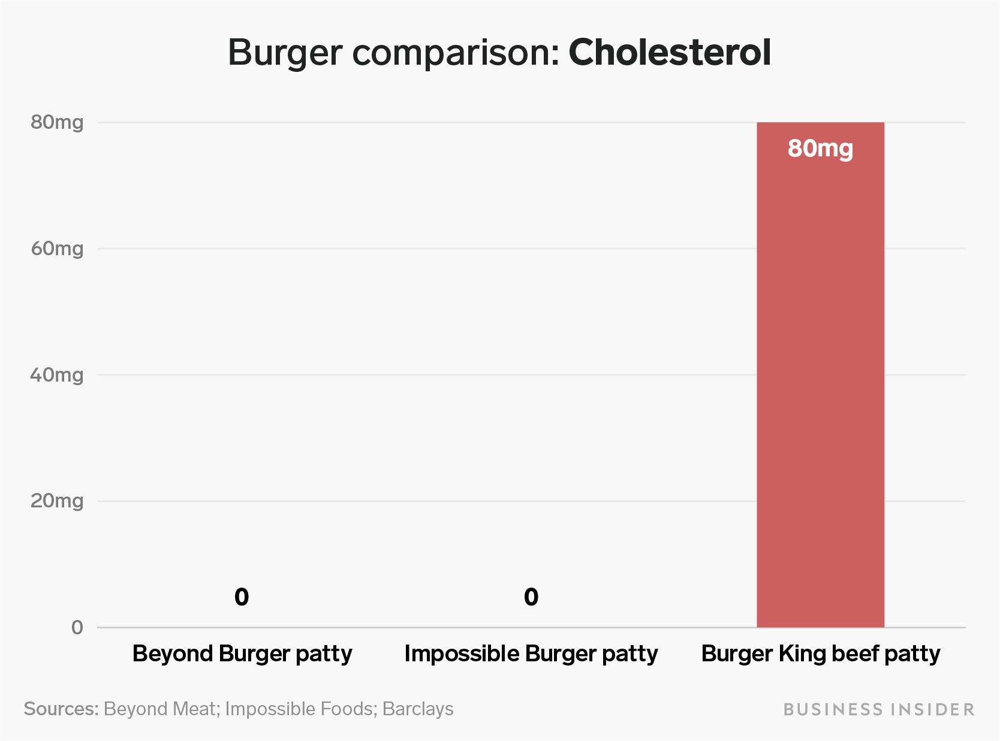 Burger comparison: Cholesterol
80mg
80mg
60mg
40mg
20mg
0
0
0
Beyond Burger patty
Impossible Burger patty
Burger King beef patty
Sources: Beyond Meat; Impossible Foods; Barclays
BUSINESS INSIDER